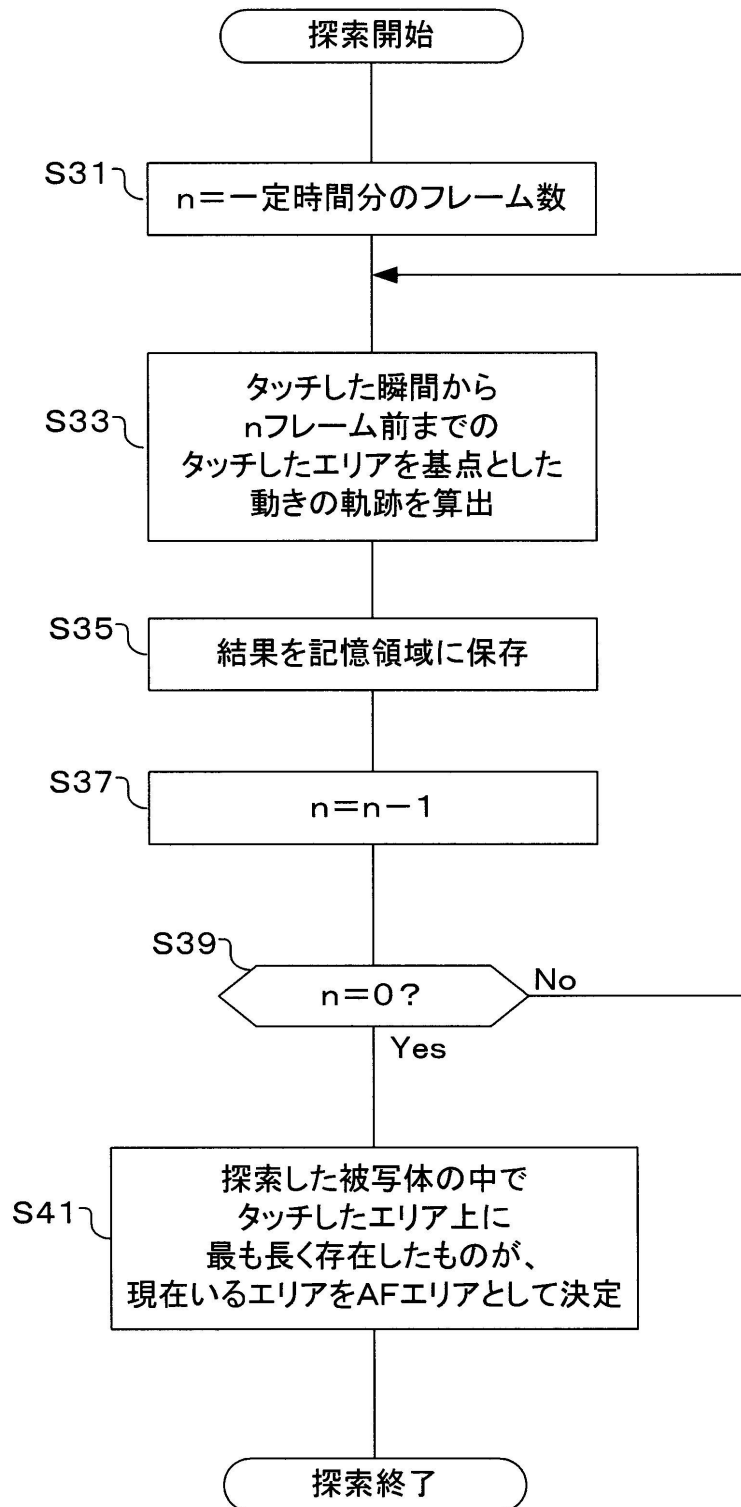 探索開始
S31
n=一定時間分のフレーム数
S33
タッチした瞬間から
nフレーム前までの
タッチしたエリアを基点とした
動きの軌跡を算出
S35
結果を記憶領域に保存
S37
n=n-1
S39
n=0?
No
Yes
S41
探索した被写体の中で
タッチしたエリア上に
最も長く存在したものが、
現在いるエリアをAFエリアとして決定
探索終了